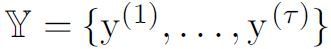 𝕐 = {y^(1), . . . , y^(τ)}